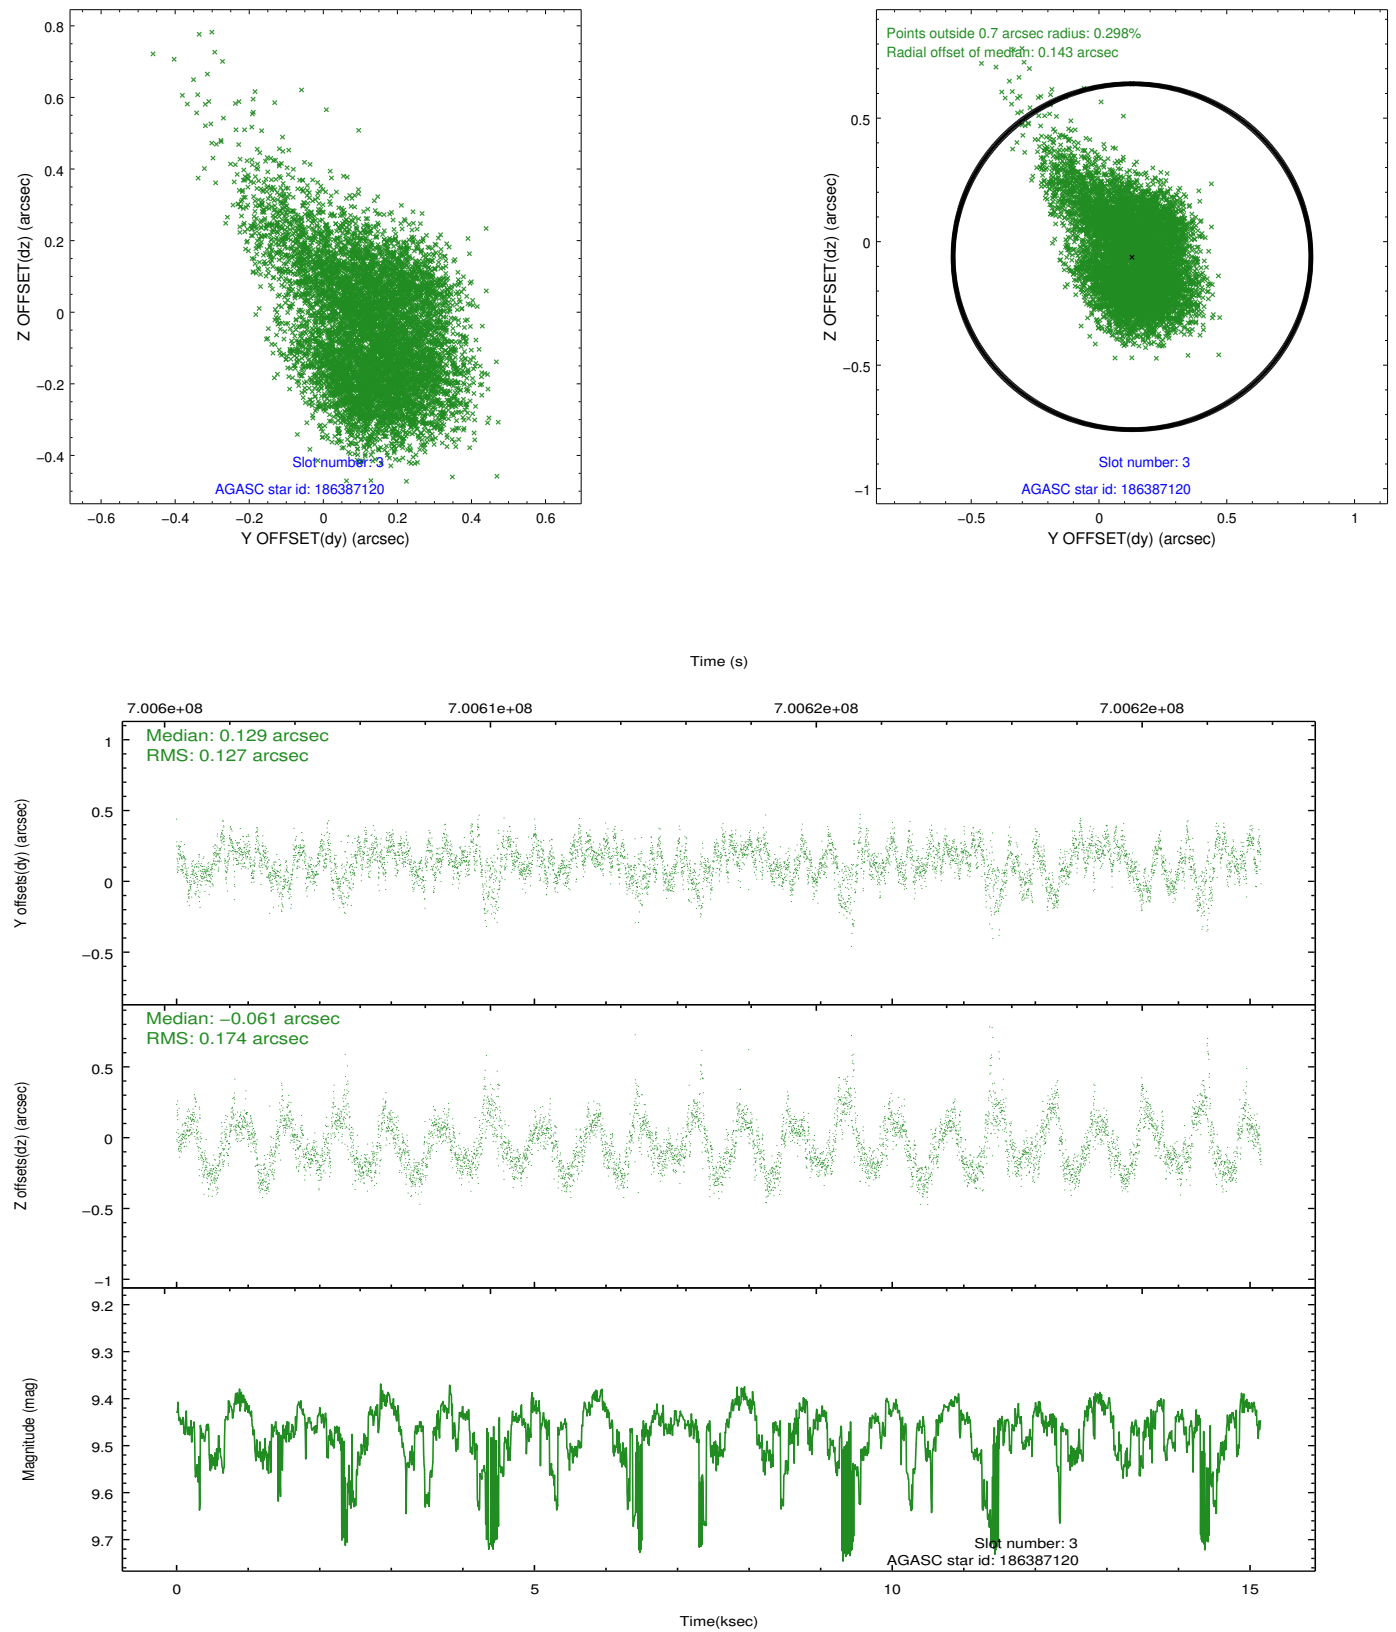 0.8
0.6
0.4
0.2
0
−0.2
−0.4
Z OFFSET(dz) (arcsec)
Slot number: 3
AGASC star id: 186387120
−0.6 −0.4 −0.2 0 0.2 0.4 0.6
Y OFFSET(dy) (arcsec)
Points outside 0.7 arcsec radius: 0.298%
Radial offset of median: 0.143 arcsec
0.5
0
−0.5
−1
Z OFFSET(dz) (arcsec)
Slot number: 3
AGASC star id: 186387120
−0.5 0 0.5 1
Y OFFSET(dy) (arcsec)
Time (s)
7.006e+08 7.0061e+08 7.0062e+08 7.0062e+08
Median: 0.129 arcsec
RMS: 0.127 arcsec
1
0.5
0
−0.5
Y offsets(dy) (arcsec)
Median: −0.061 arcsec
RMS: 0.174 arcsec
0.5
0
−0.5
−1
Z offsets(dz) (arcsec)
9.2
9.3
9.4
9.5
9.6
9.7
Magnitude (mag)
Slot number: 3
AGASC star id: 186387120
0 5 10 15
Time(ksec)